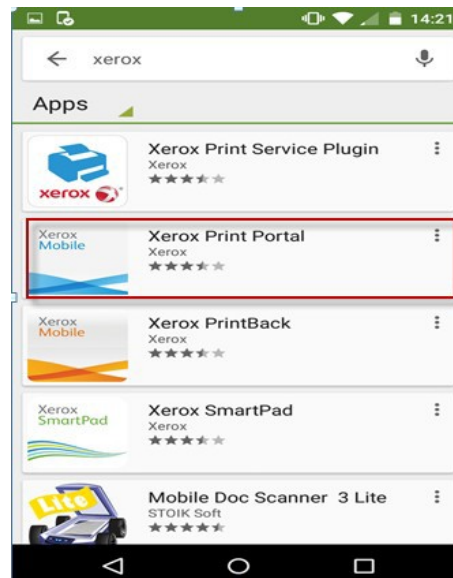 14:21
xerox
Apps
xerox
Xerox Print Service Plugin
Xerox
Xerox
Mobile
Xerox Print Portal
Xerox
Xerox
Mobile
Xerox PrintBack
Xerox
Xerox
SmartPad
Xerox SmartPad
Xerox
Lite
Mobile Doc Scanner 3 Lite
STOIK Soft